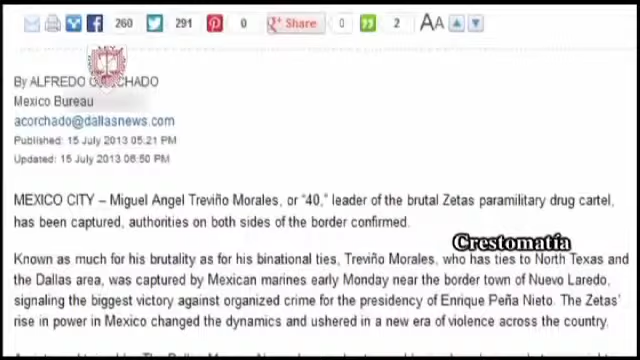 260 291 0 Share 0 2 AA
By ALFREDO CHADO
Mexico Bureau
acorchado@dallasnews.com
Published: 15 July 2013 05:21 PM
Updated: 15 July 2013 06:50 PM
MEXICO CITY – Miguel Angel Treviño Morales, or “40,” leader of the brutal Zetas paramilitary drug cartel,
has been captured, authorities on both sides of the border confirmed.
Crestomatía
Known as much for his brutality as for his binational ties, Treviño Morales, who has ties to North Texas and
the Dallas area, was captured by Mexican marines early Monday near the border town of Nuevo Laredo,
signaling the biggest victory against organized crime for the presidency of Enrique Peña Nieto. The Zetas’
rise in power in Mexico changed the dynamics and ushered in a new era of violence across the country.